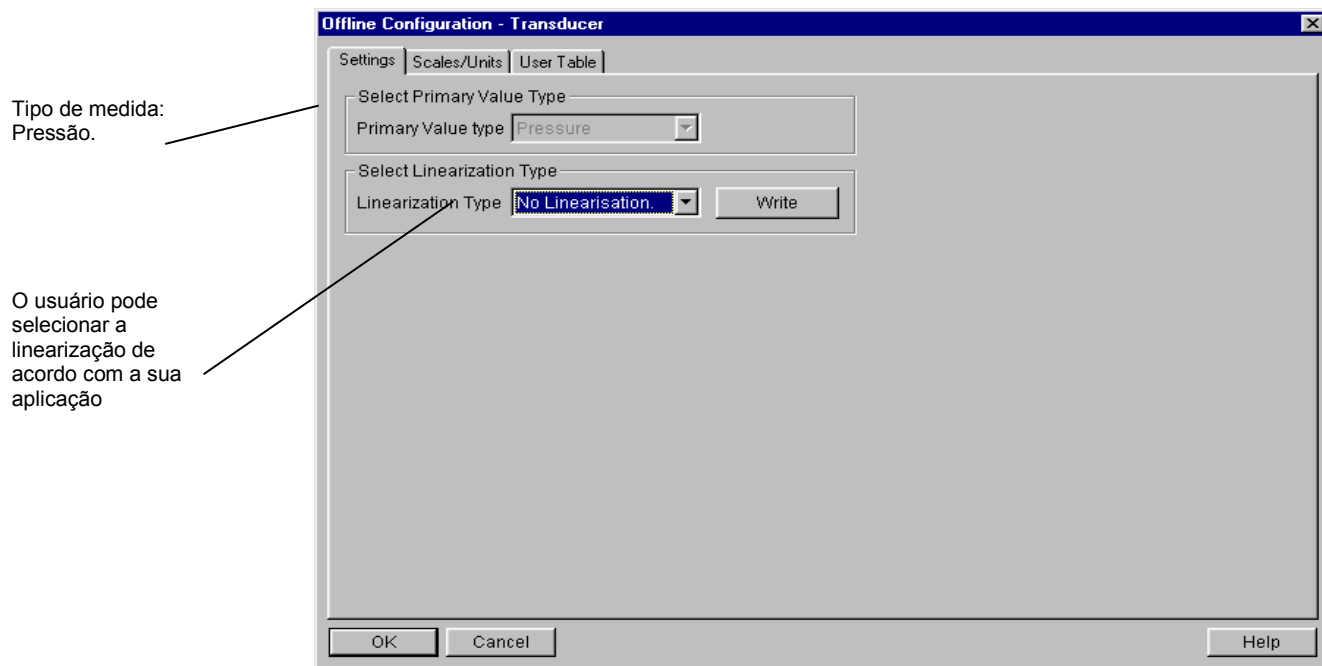 Offline Configuration - Transducer
Settings
Scales/Units
User Table
Tipo de medida:
Pressão.
Select Primary Value Type
Primary Value type
Pressure
Select Linearization Type
Linearization Type
No Linearisation.
Write
O usuário pode
selecionar a
linearização de
acordo com a sua
aplicação
OK
Cancel
Help